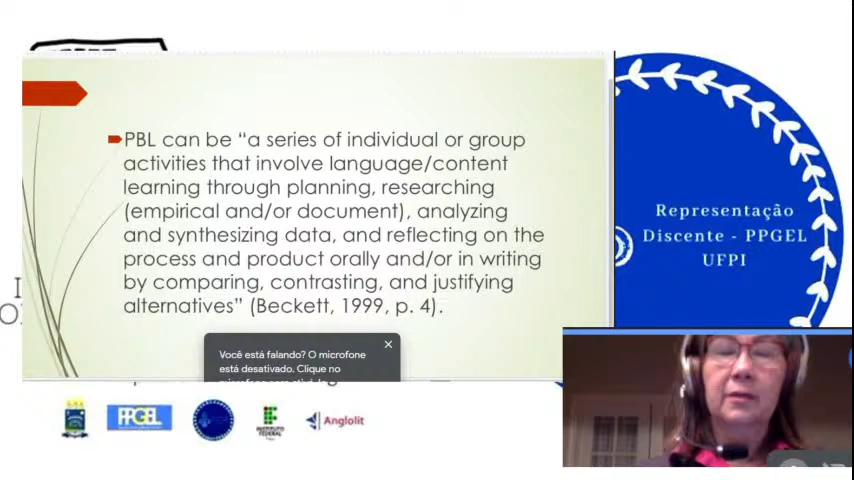 PBL can be “a series of individual or group
activities that involve language/content
learning through planning, researching
(empirical and/or document), analyzing
and synthesizing data, and reflecting on the
process and product orally and/or in writing
by comparing, contrasting, and justifying
alternatives” (Beckett, 1999, p. 4).
Você está falando? O microfone
está desativado. Clique no
Representação
Discente - PPGEL
UFPI
PPGEL
INSTITUTO
FEDERAL
Anglolit